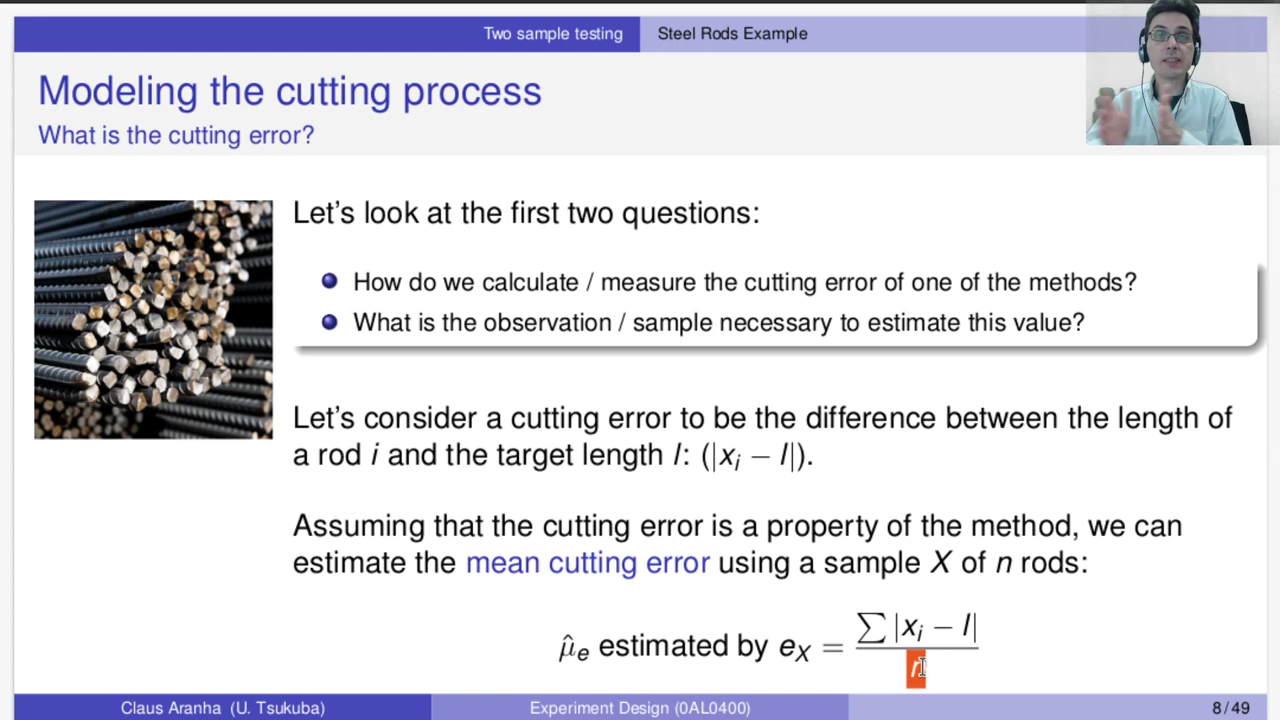 Two sample testing Steel Rods Example
Modeling the cutting process
What is the cutting error?
Let's look at the first two questions:
How do we calculate / measure the cutting error of one of the methods?
What is the observation / sample necessary to estimate this value?
Let's consider a cutting error to be the difference between the length of
a rod i and the target length l: (|xᵢ − l|).
Assuming that the cutting error is a property of the method, we can
estimate the mean cutting error using a sample X of n rods:
μ̂ₑ estimated by e_X = ∑ |xᵢ − l| / n
Claus Aranha (U. Tsukuba) Experiment Design (0AL0400) 8 / 49